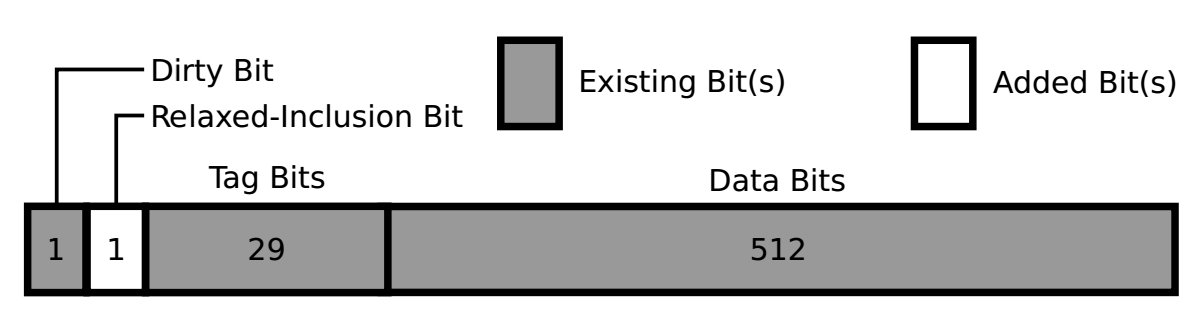 Dirty Bit
Relaxed-Inclusion Bit
Existing Bit(s)
Added Bit(s)
Tag Bits
Data Bits
1
1
29
512